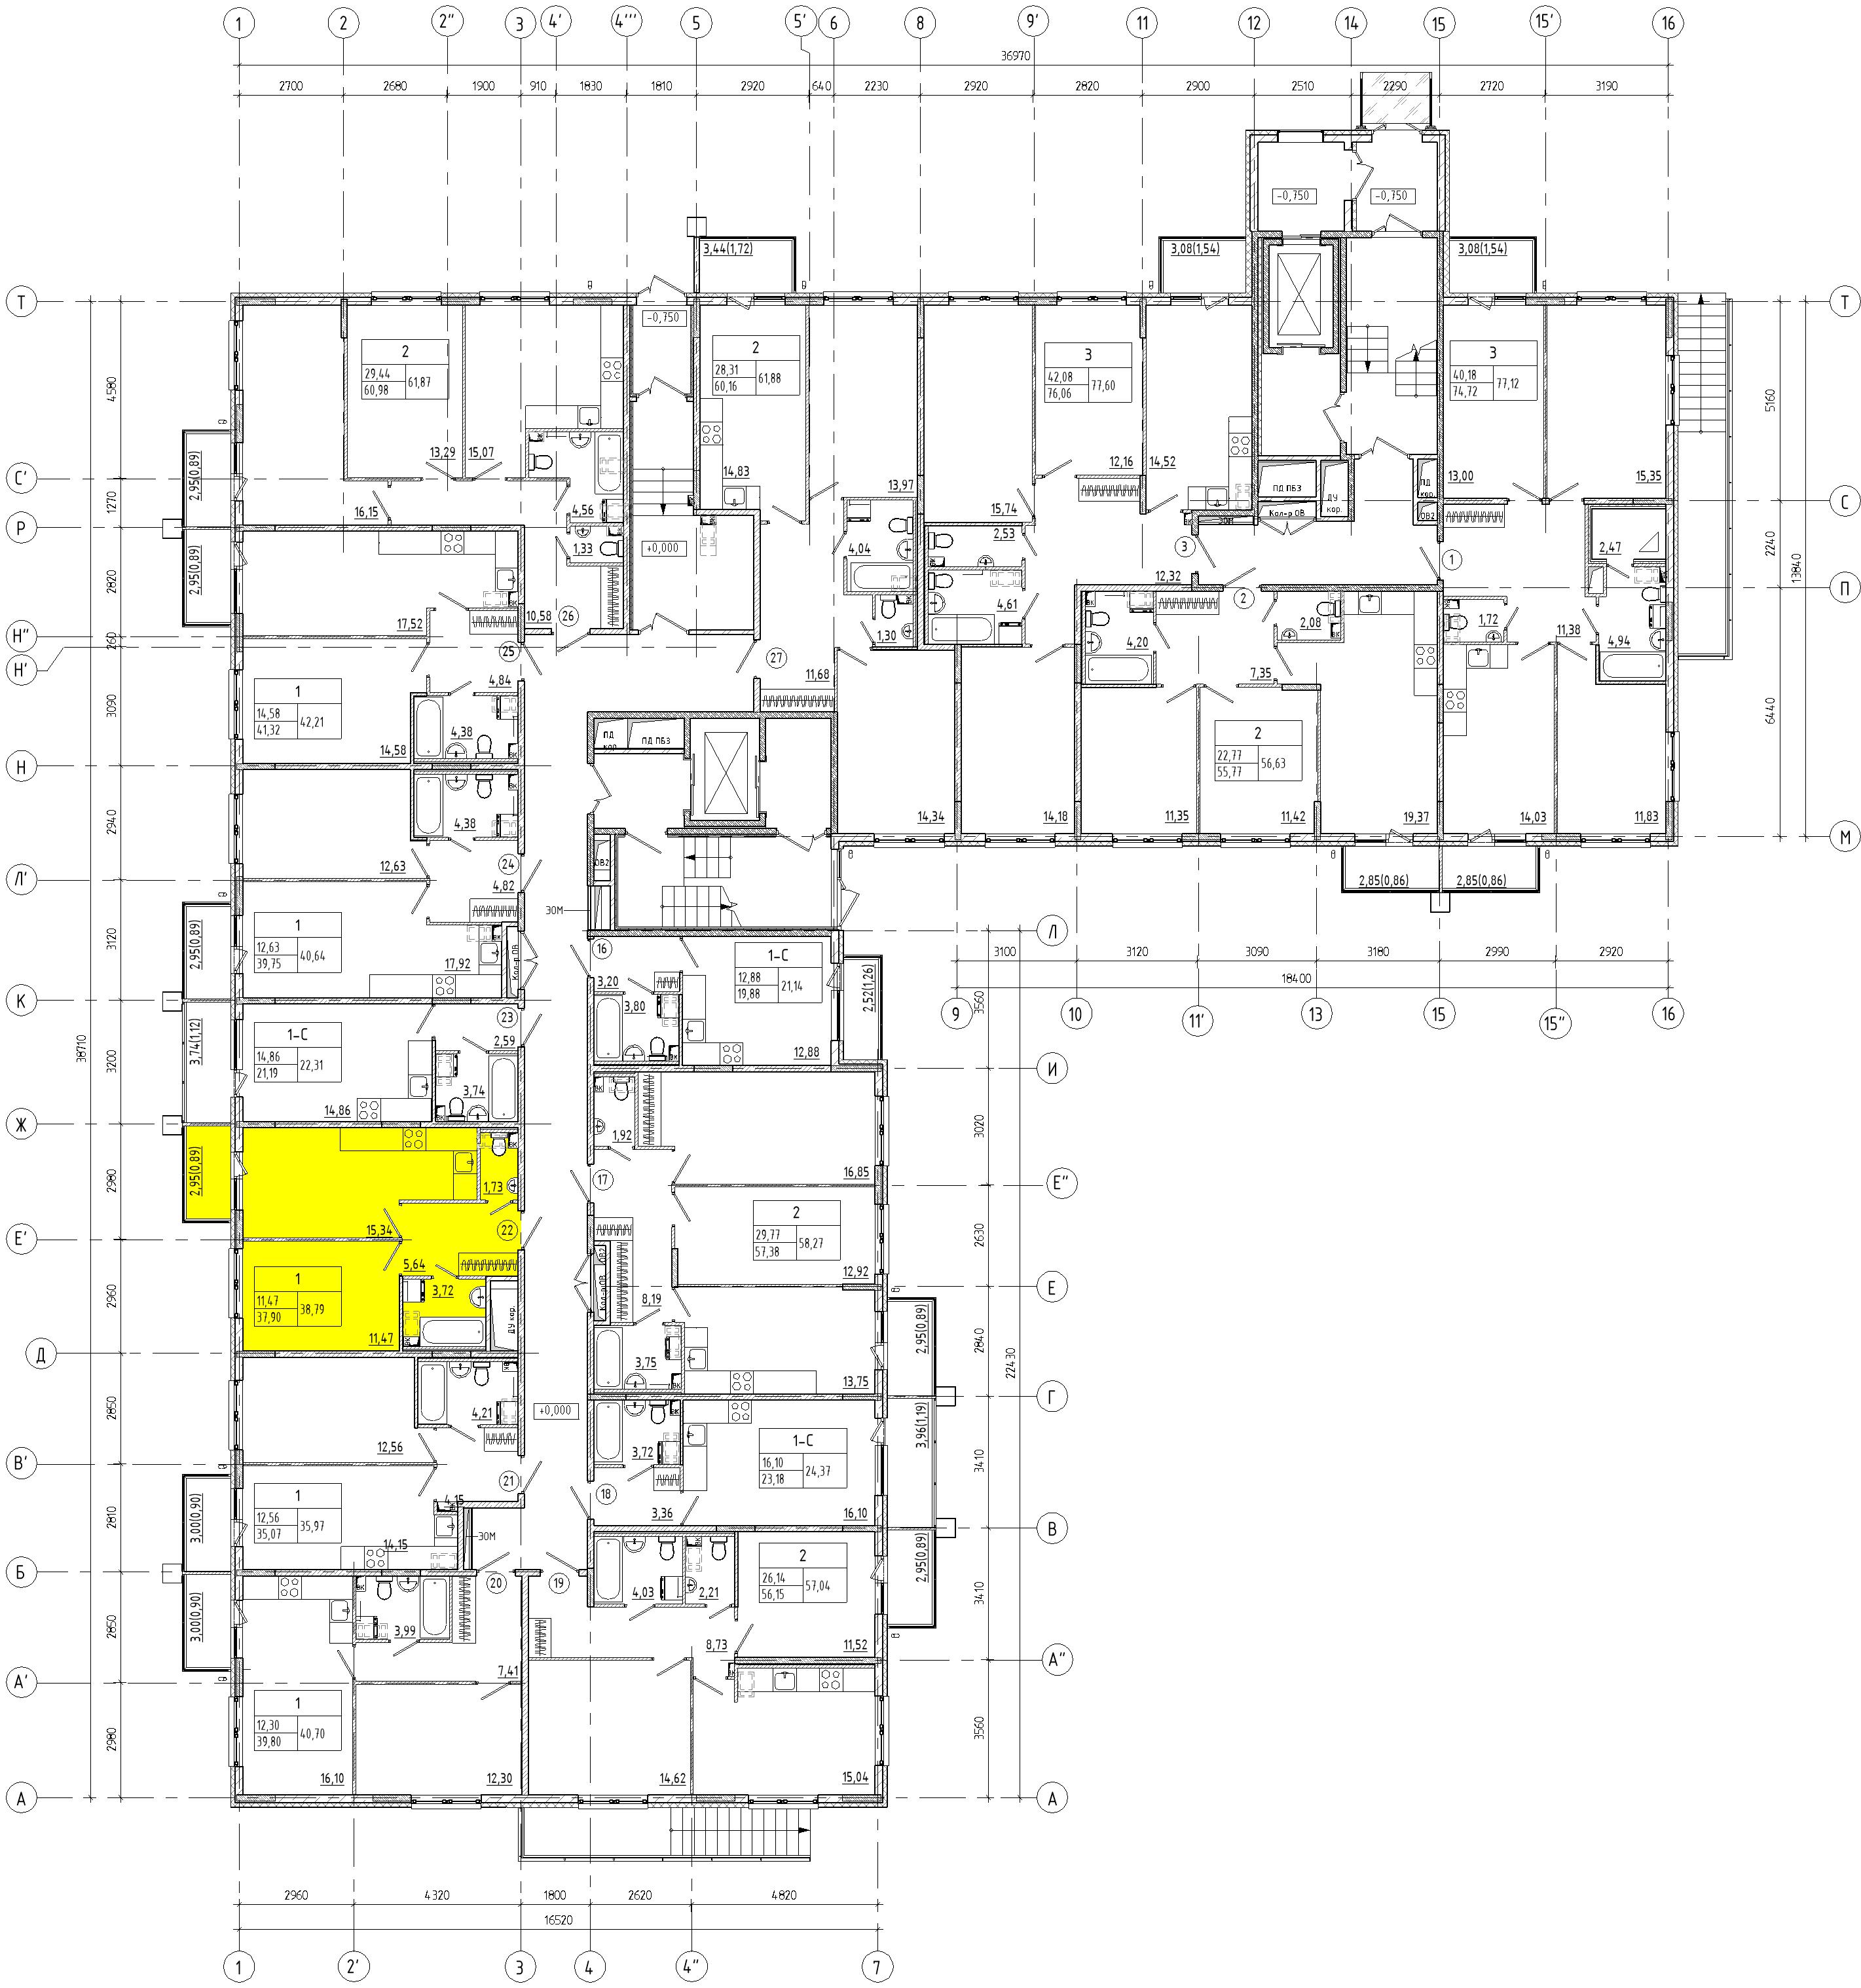 1 2 2'' 3 4' 4''' 5 5' 6 8 9' 11 12 14 15 15' 16
36970
2700 2680 1900 910 1830 1810 2920 640 2230 2920 2820 2900 2510 2290 2720 3190
-0,750 -0,750
3,44(1,72) 3,08(1,54) 3,08(1,54)
Т Т
-0,750
2
29,44
60,98
61,87
2
28,31
60,16
61,88
3
42,08
76,06
77,60
3
40,18
74,72
77,12
4580 5160
13,29 15,07 14,83 13,97 12,16 14,52 13,00 15,35
С' С
2,95(0,89)
ПД ПБЗ
ДУ кор.
ПД кор.
Кол-р ОВ
ОВ2
ЭОМ
1270
16,15 4,56 15,74 2,53
Р
1,33 +0,000 4,04 3 1 2,47
2240 13840
2,95(0,89)
2820
12,32 2
П
17,52 10,58 26 1,30 4,61 4,20 2,08 1,72 11,38 4,94
Н''
260
Н'
25 27
4,84 11,68 7,35
1
14,58
41,32
42,21
3090
6440
ПД кор.
ПД ПБЗ
2
22,77
55,77
56,63
14,58 4,38
Н
4,38
2940
14,34 14,18 11,35 11,42 19,37 14,03 11,83
М
12,63 24
ОВ2
Л'
4,82
2,85(0,86) 2,85(0,86)
ЭОМ
1
12,63
39,75
40,64
Л
3120
16
1-С
12,88
19,88
21,14
3100 3120 3090 3180 2990 2920
18400
17,92
Кол-р ОВ
3,20 3,80
2,52(1,26)
3560
2,95(0,89)
К
9 10 11' 13 15 15'' 16
23
1-С
14,86
21,19
22,31
2,59
12,88
3,74(1,12)
3200
38710
И
14,86 3,74
Ж
1,92
3020
2,95(0,89)
2980
1,73 17 16,85
Е''
15,34 22
Е'
2
29,77
57,38
58,27
2630
5,64
ОВ2
Кол-р ОВ
1
11,47
37,90
38,79
3,72
12,92
Е
2960
ДУ кор.
8,19
11,47
2,95(0,89)
2840
22430
Д
3,75 13,75
Г
2850
4,21 +0,000
12,56
1-С
16,10
23,18
24,37
3,72
3,96(1,19)
3410
В'
21 18
1
12,56
35,07
35,97
4,15
3,36 16,10
3,00(0,90)
2810
В
ЭОМ
14,15
2
26,14
56,15
57,04
2,95(0,89)
Б
20 19
4,03 2,21
3410
3,00(0,90)
2850
3,99
8,73 11,52
А''
7,41
А'
1
12,30
39,80
40,70
2980
3560
16,10 12,30 14,62 15,04
А А
2960 4320 1800 2620 4820
16520
1 2' 3 4 4'' 7